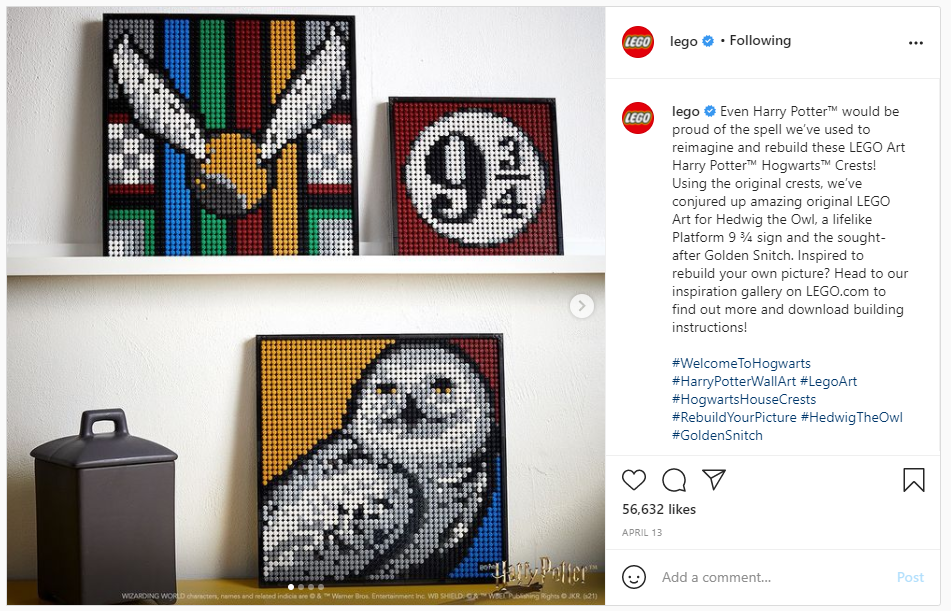 LEGO lego • Following
LEGO lego Even Harry Potter™ would be
proud of the spell we've used to
reimagine and rebuild these LEGO Art
Harry Potter™ Hogwarts™ Crests!
Using the original crests, we've
conjured up amazing original LEGO
Art for Hedwig the Owl, a lifelike
Platform 9 ¾ sign and the sought-
after Golden Snitch. Inspired to
rebuild your own picture? Head to our
inspiration gallery on LEGO.com to
find out more and download building
instructions!
#WelcomeToHogwarts
#HarryPotterWallArt #LegoArt
#HogwartsHouseCrests
#RebuildYourPicture #HedwigTheOwl
#GoldenSnitch
56,632 likes
APRIL 13
Add a comment... Post
9 3/4
Harry Potter™
WIZARDING WORLD characters, names and related indicia are © & ™ Warner Bros. Entertainment Inc. WB SHIELD: © & ™ WBEI. Publishing Rights © JKR. (s21)